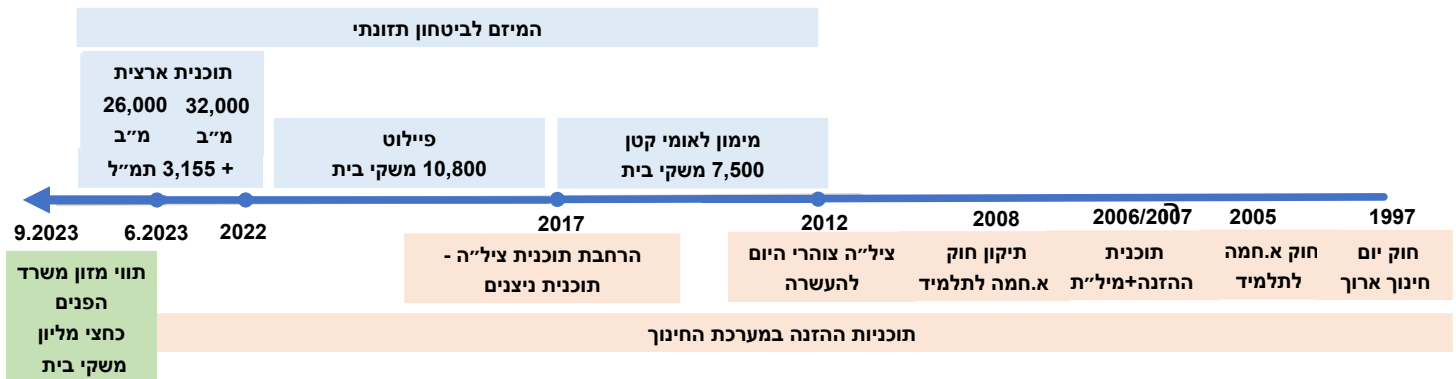 המיזם לביטחון תזונתי
תוכנית ארצית
32,000 26,000
מ״ב מ״ב
+ 3,155 תמ״ל
פיילוט
10,800 משקי בית
מימון לאומי קטן
7,500 משקי בית
1997
2005
2006/2007
2008
2012
2017
2022
6.2023
9.2023
חוק יום
חינוך ארוך
חוק א.חמה
לתלמיד
תוכנית
ההזנה+מיל״ת
תיקון חוק
א.חמה לתלמיד
ציל״ה צוהרי היום
להעשרה
הרחבת תוכנית ציל״ה -
תוכנית ניצנים
תווי מזון משרד
הפנים
כחצי מליון
משקי בית
תוכניות ההזנה במערכת החינוך